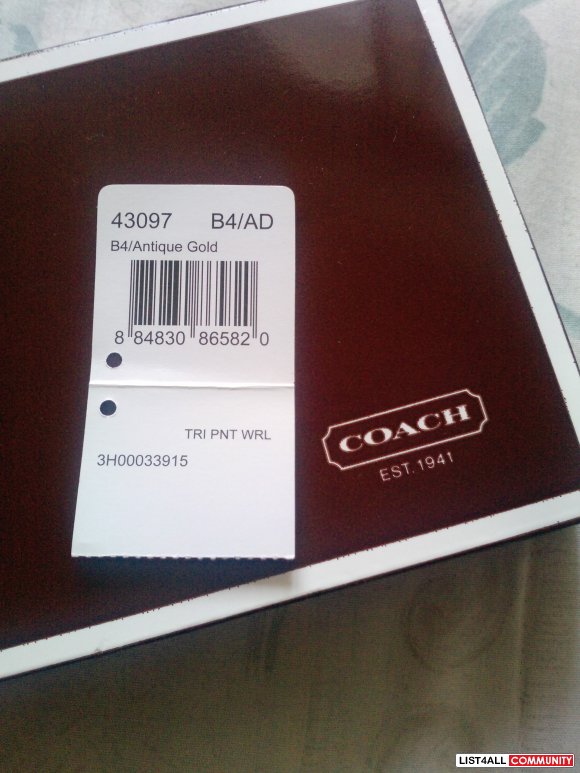 43097 B4/AD
B4/Antique Gold
8 84830 86582 0
TRI PNT WRL
3H00033915
COACH
EST. 1941
LIST4ALL COMMUNITY